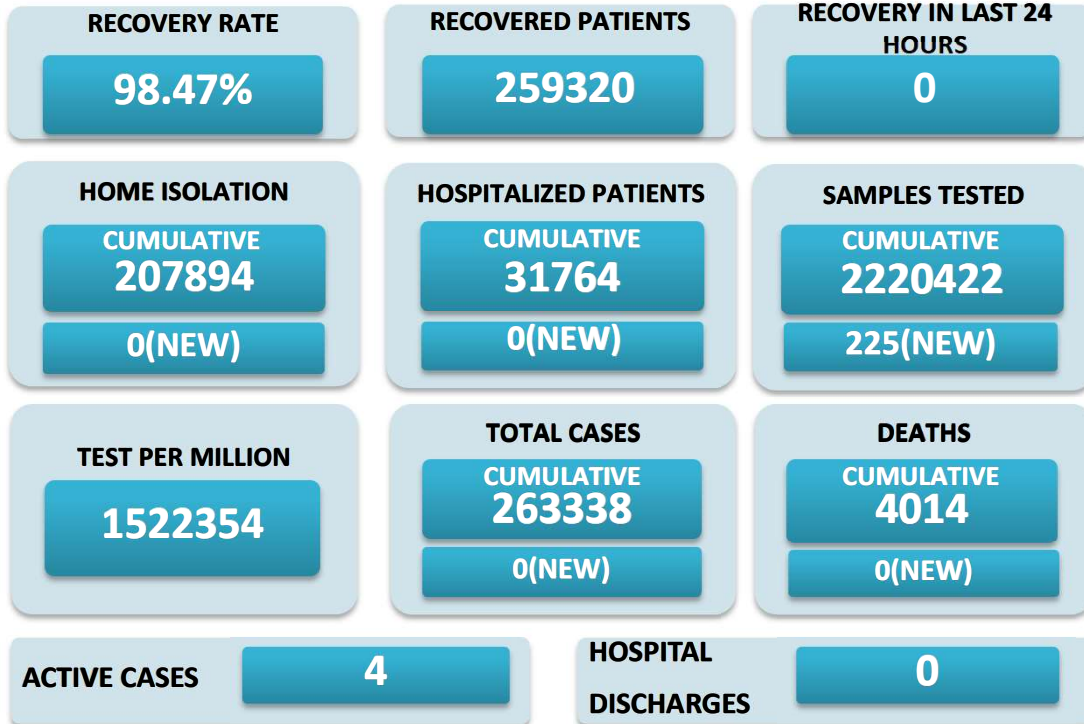 RECOVERY RATE
98.47%
RECOVERED PATIENTS
259320
RECOVERY IN LAST 24
HOURS
0
HOME ISOLATION
CUMULATIVE
207894
0(NEW)
HOSPITALIZED PATIENTS
CUMULATIVE
31764
0(NEW)
SAMPLES TESTED
CUMULATIVE
2220422
225(NEW)
TEST PER MILLION
1522354
TOTAL CASES
CUMULATIVE
263338
0(NEW)
DEATHS
CUMULATIVE
4014
0(NEW)
ACTIVE CASES
4
HOSPITAL
DISCHARGES
0